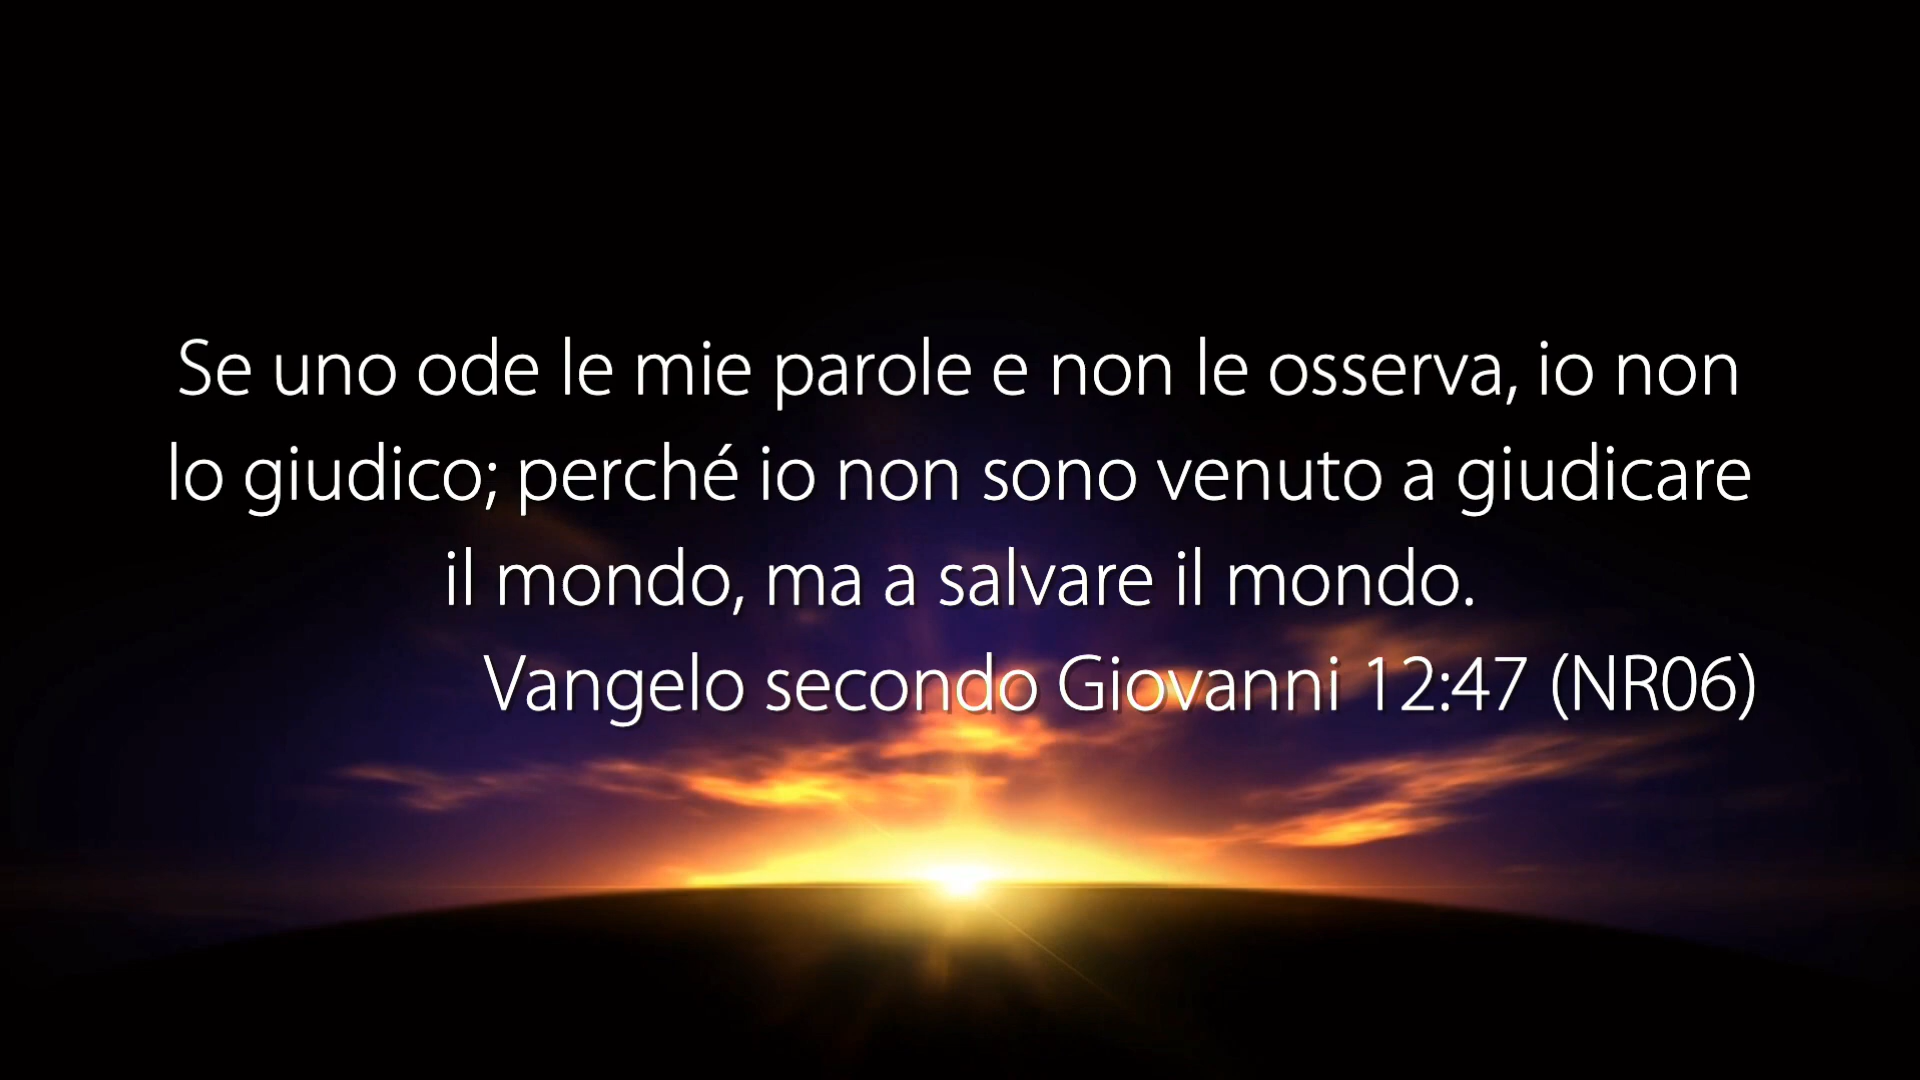 Se uno ode le mie parole e non le osserva, io non
lo giudico; perché io non sono venuto a giudicare
il mondo, ma a salvare il mondo.
Vangelo secondo Giovanni 12:47 (NR06)